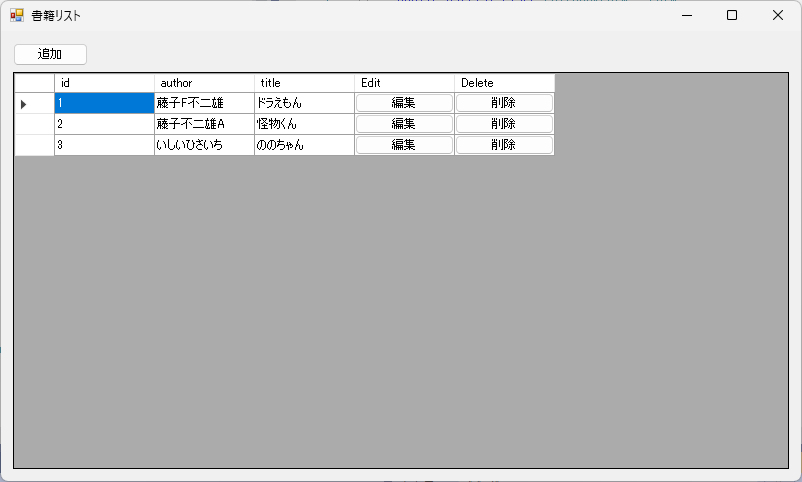 書籍リスト
追加
id author title Edit Delete
1 藤子F不二雄 ドラえもん 編集 削除
2 藤子不二雄A 怪物くん 編集 削除
3 いしいひさいち ののちゃん 編集 削除